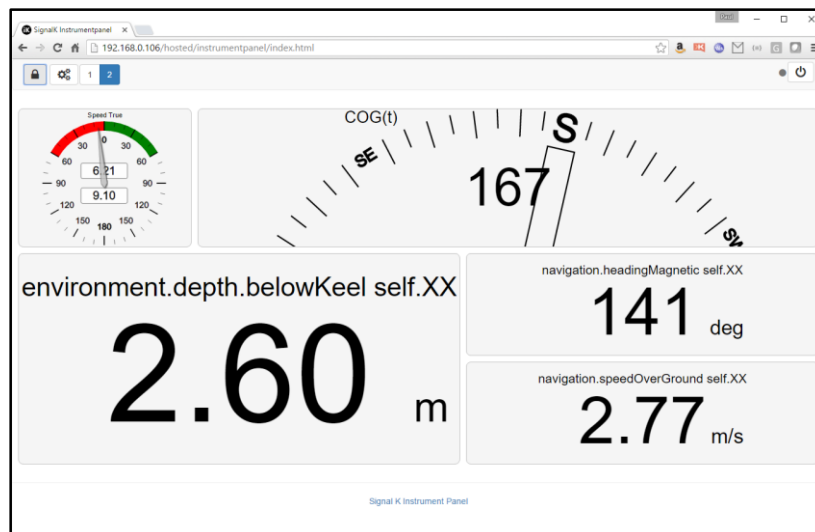 SignalK Instrumentpanel
192.168.0.106/hosted/instrumentpanel/index.html
1 2
Speed True
COG(t)
S
SE
SW
167
0
30 30
60 60
90 90
120 120
150 150
180
6.21
9.10
environment.depth.belowKeel self.XX
2.60 m
navigation.headingMagnetic self.XX
141 deg
navigation.speedOverGround self.XX
2.77 m/s
Signal K Instrument Panel